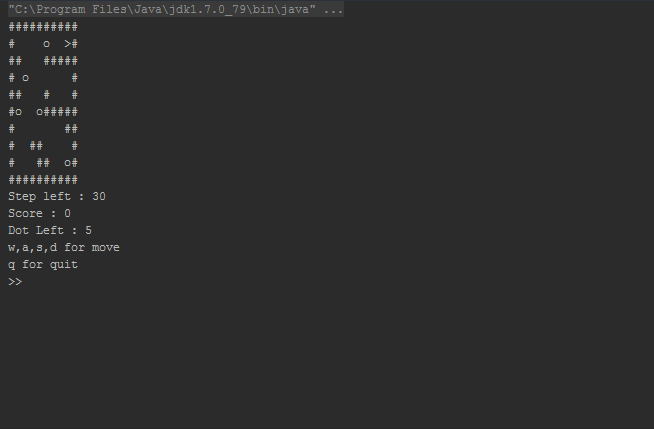 "C:\Program Files\Java\jdk1.7.0_79\bin\java" ...
##########
#    o  >#
##   #####
# o      #
##   #   #
#o  o#####
#       ##
#  ##    #
#   ##  o#
##########
Step left : 30
Score : 0
Dot Left : 5
w,a,s,d for move
q for quit
>>